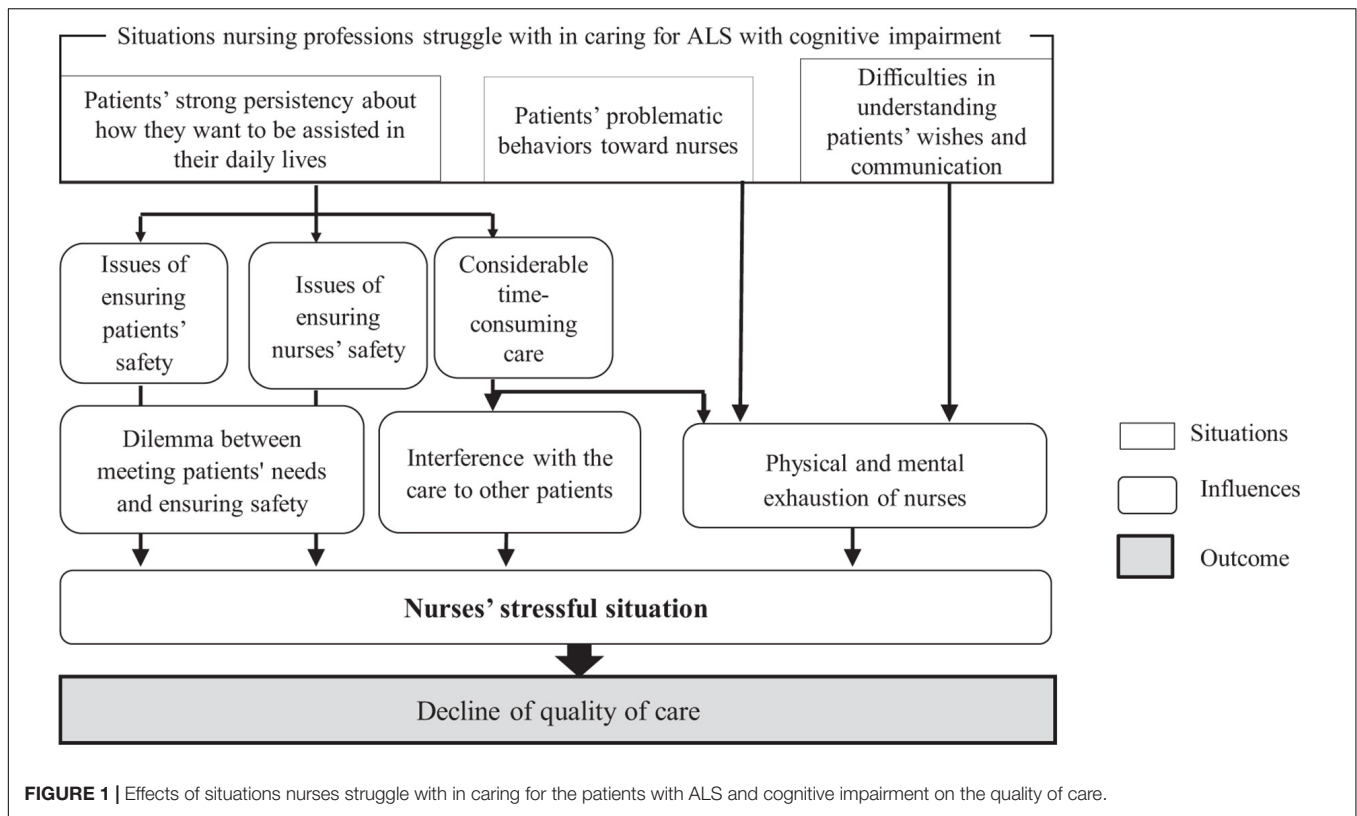 Situations nursing professions struggle with in caring for ALS with cognitive impairment
Patients’ strong persistency about
how they want to be assisted in
their daily lives
Patients’ problematic
behaviors toward nurses
Difficulties in
understanding
patients’ wishes and
communication
Issues of
ensuring
patients’
safety
Issues of
ensuring
nurses’ safety
Considerable
time-
consuming
care
Dilemma between
meeting patients' needs
and ensuring safety
Interference with the
care to other patients
Physical and mental
exhaustion of nurses
Situations
Influences
Outcome
Nurses’ stressful situation
Decline of quality of care
FIGURE 1 | Effects of situations nurses struggle with in caring for the patients with ALS and cognitive impairment on the quality of care.